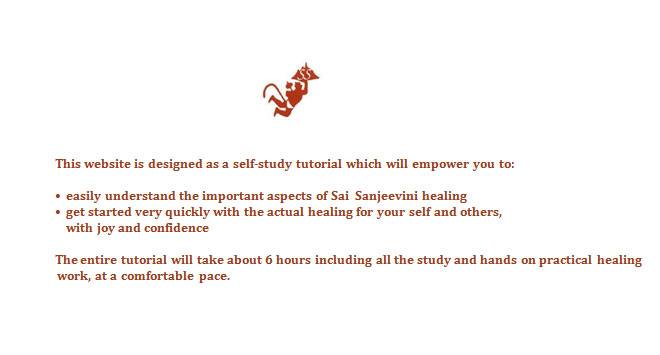 This website is designed as a self-study tutorial which will empower you to:
• easily understand the important aspects of Sai Sanjeevini healing
• get started very quickly with the actual healing for your self and others,
with joy and confidence
The entire tutorial will take about 6 hours including all the study and hands on practical healing
work, at a comfortable pace.